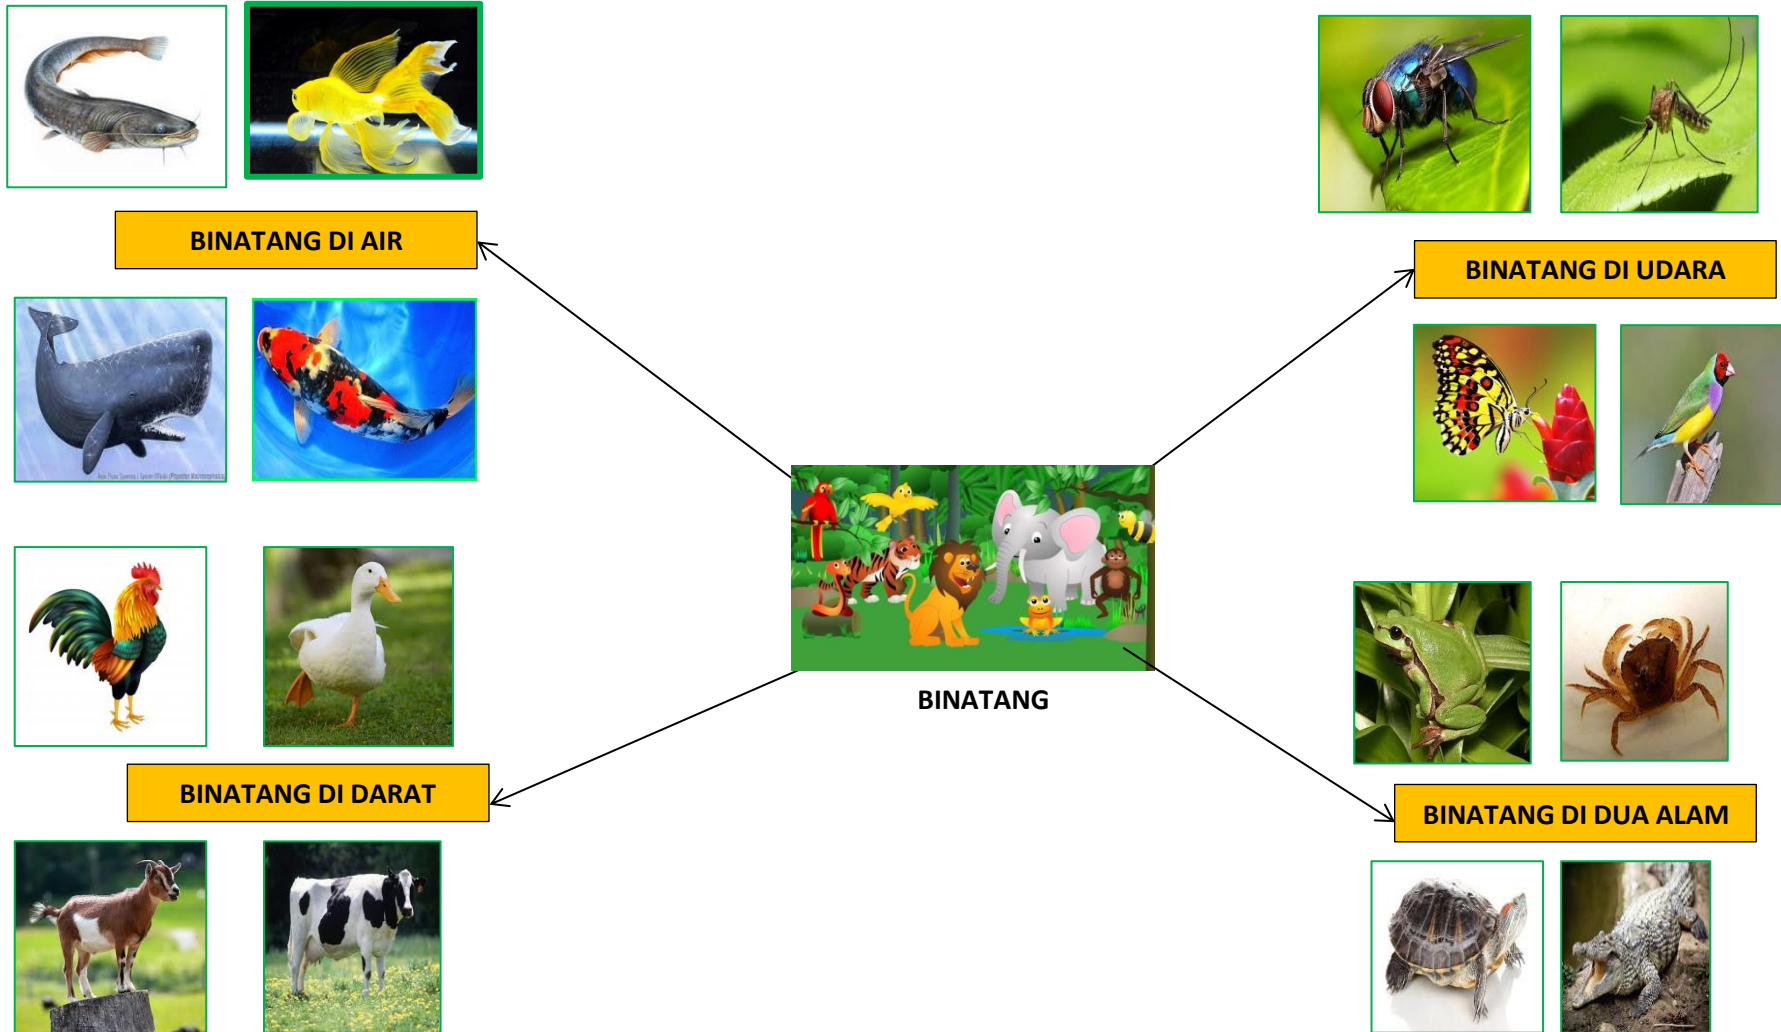 BINATANG DI AIR
BINATANG DI UDARA
BINATANG
BINATANG DI DARAT
BINATANG DI DUA ALAM